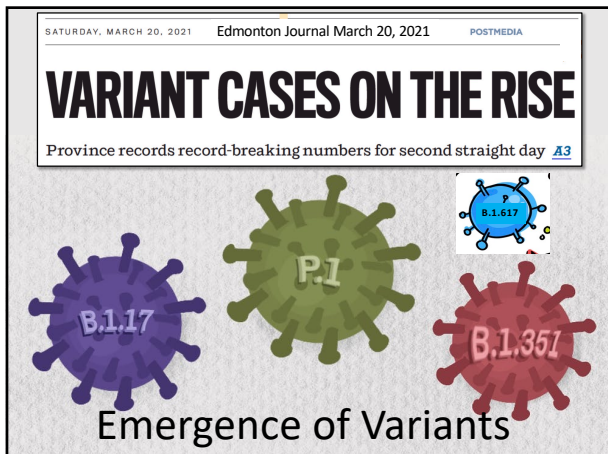 SATURDAY, MARCH 20, 2021 Edmonton Journal March 20, 2021 POSTMEDIA
VARIANT CASES ON THE RISE
Province records record-breaking numbers for second straight day A3
P
B.1.617
P.1
B.1.17
B.1.351
Emergence of Variants